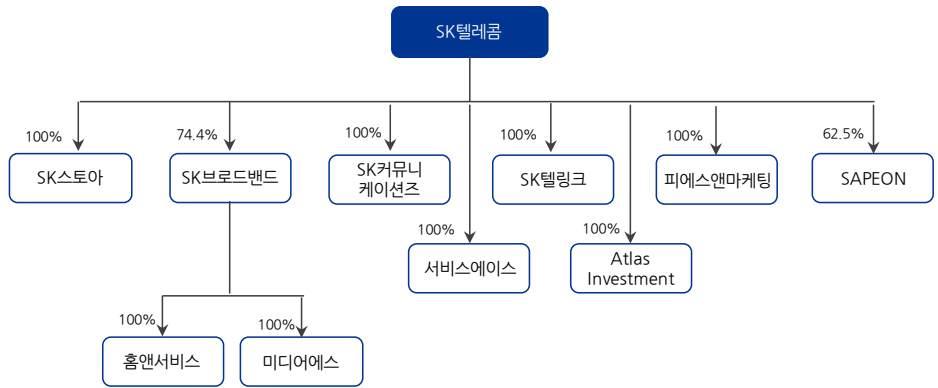 SK텔레콤
100%
74.4%
100%
100%
100%
62.5%
SK스토아
SK브로드밴드
SK커뮤니
케이션즈
SK텔링크
피에스앤마케팅
SAPEON
100%
100%
서비스에이스
Atlas
Investment
100%
100%
홈앤서비스
미디어에스